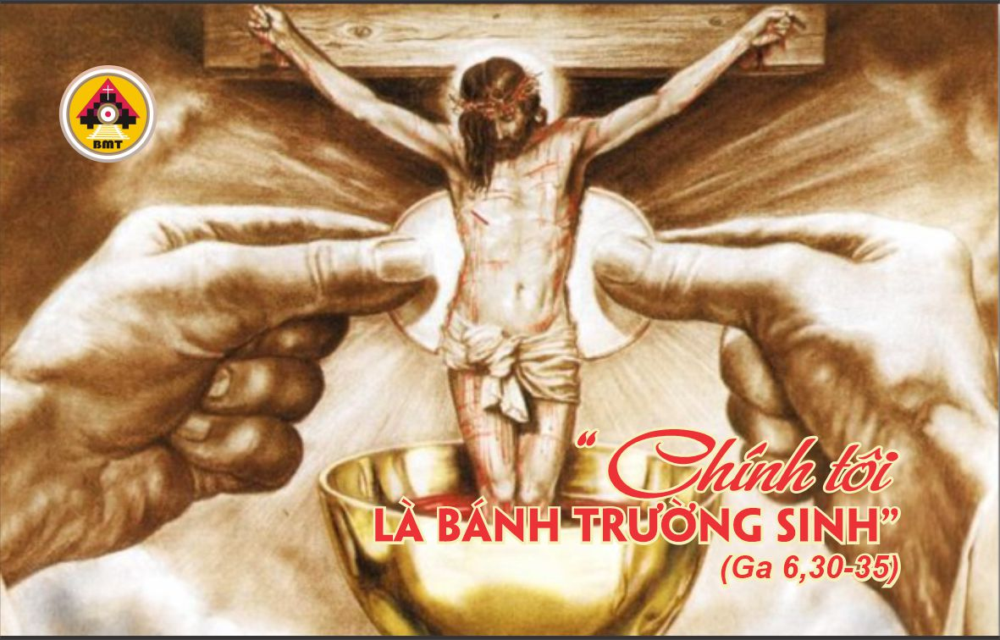 BMT
“Chính tôi
LÀ BÁNH TRƯỜNG SINH”
(Ga 6,30-35)